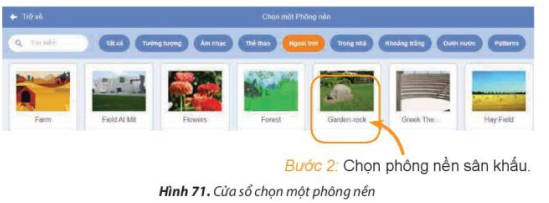 Trở về
Chọn một Phông nền
Tìm kiếm
Tất cả
Tưởng tượng
Âm nhạc
Thể thao
Ngoài trời
Trong nhà
Khoảng trống
Dưới nước
Patterns
Farm
Field At Mit
Flowers
Forest
Garden-rock
Greek The...
Hay Field
Bước 2: Chọn phông nền sân khấu.
Hình 71. Cửa sổ chọn một phông nền